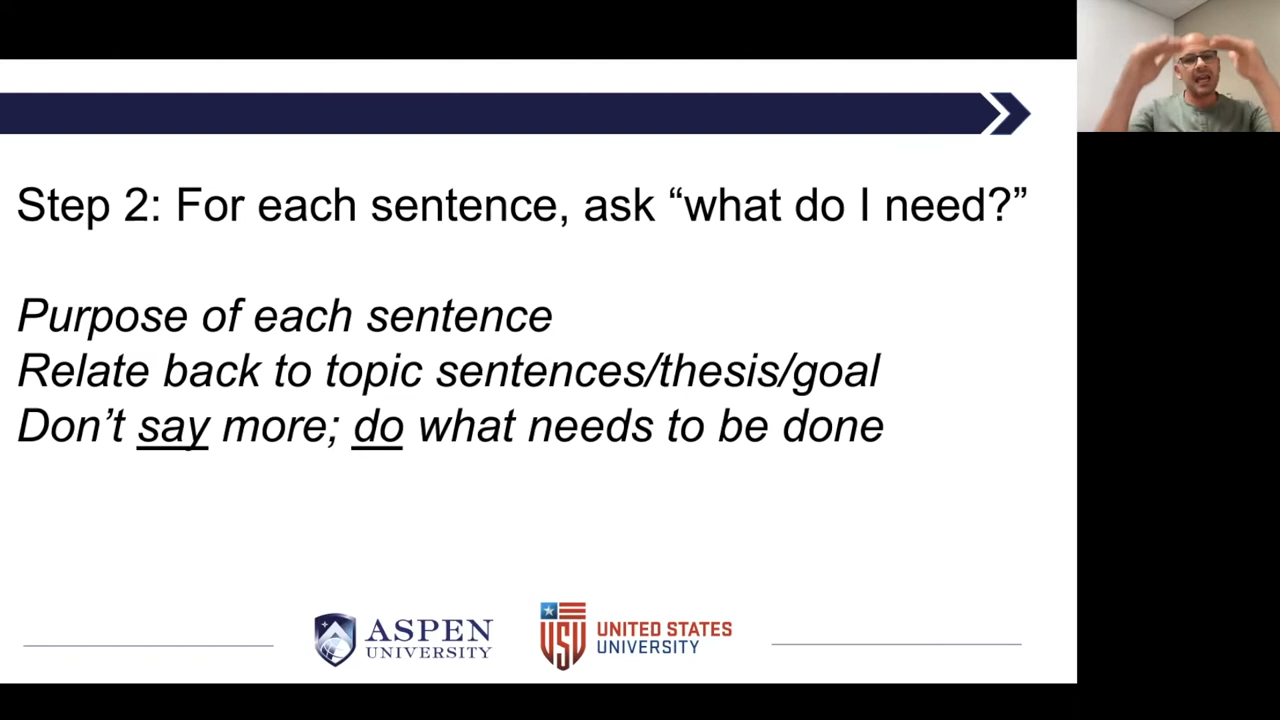 Step 2: For each sentence, ask “what do I need?”
Purpose of each sentence
Relate back to topic sentences/thesis/goal
Don’t say more; do what needs to be done
ASPEN
UNIVERSITY
USU
UNITED STATES
UNIVERSITY